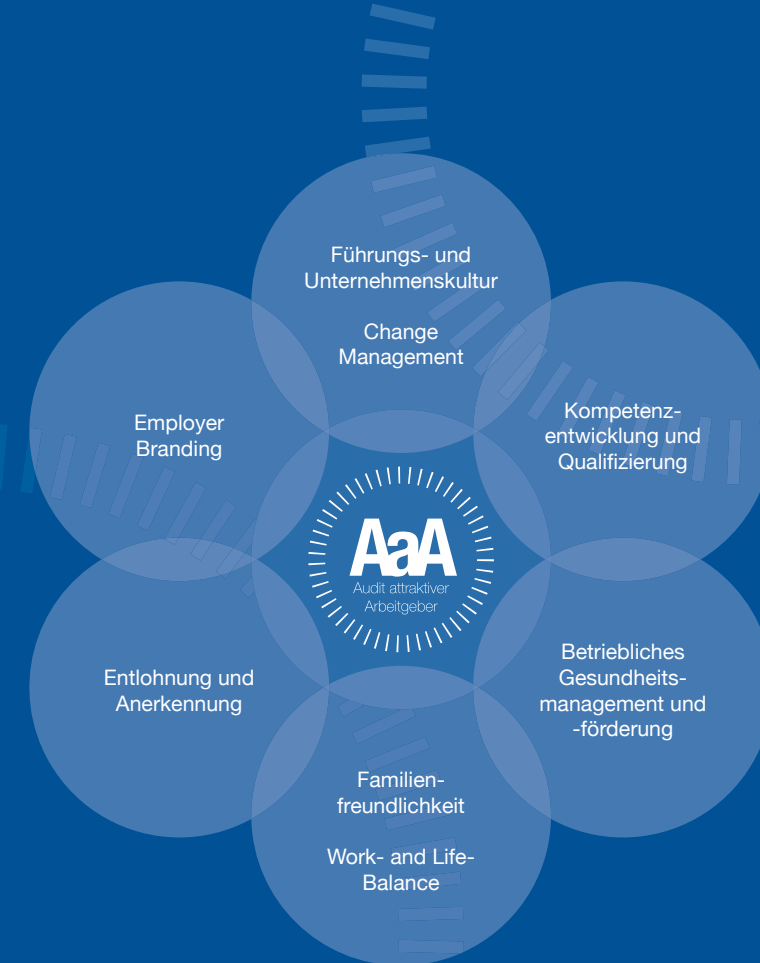 Führungs- und
Unternehmenskultur
Change
Management
Employer
Branding
Kompetenz-
entwicklung und
Qualifizierung
AaA
Audit attraktiver
Arbeitgeber
Entlohnung und
Anerkennung
Betriebliches
Gesundheits-
management und
-förderung
Familien-
freundlichkeit
Work- and Life-
Balance